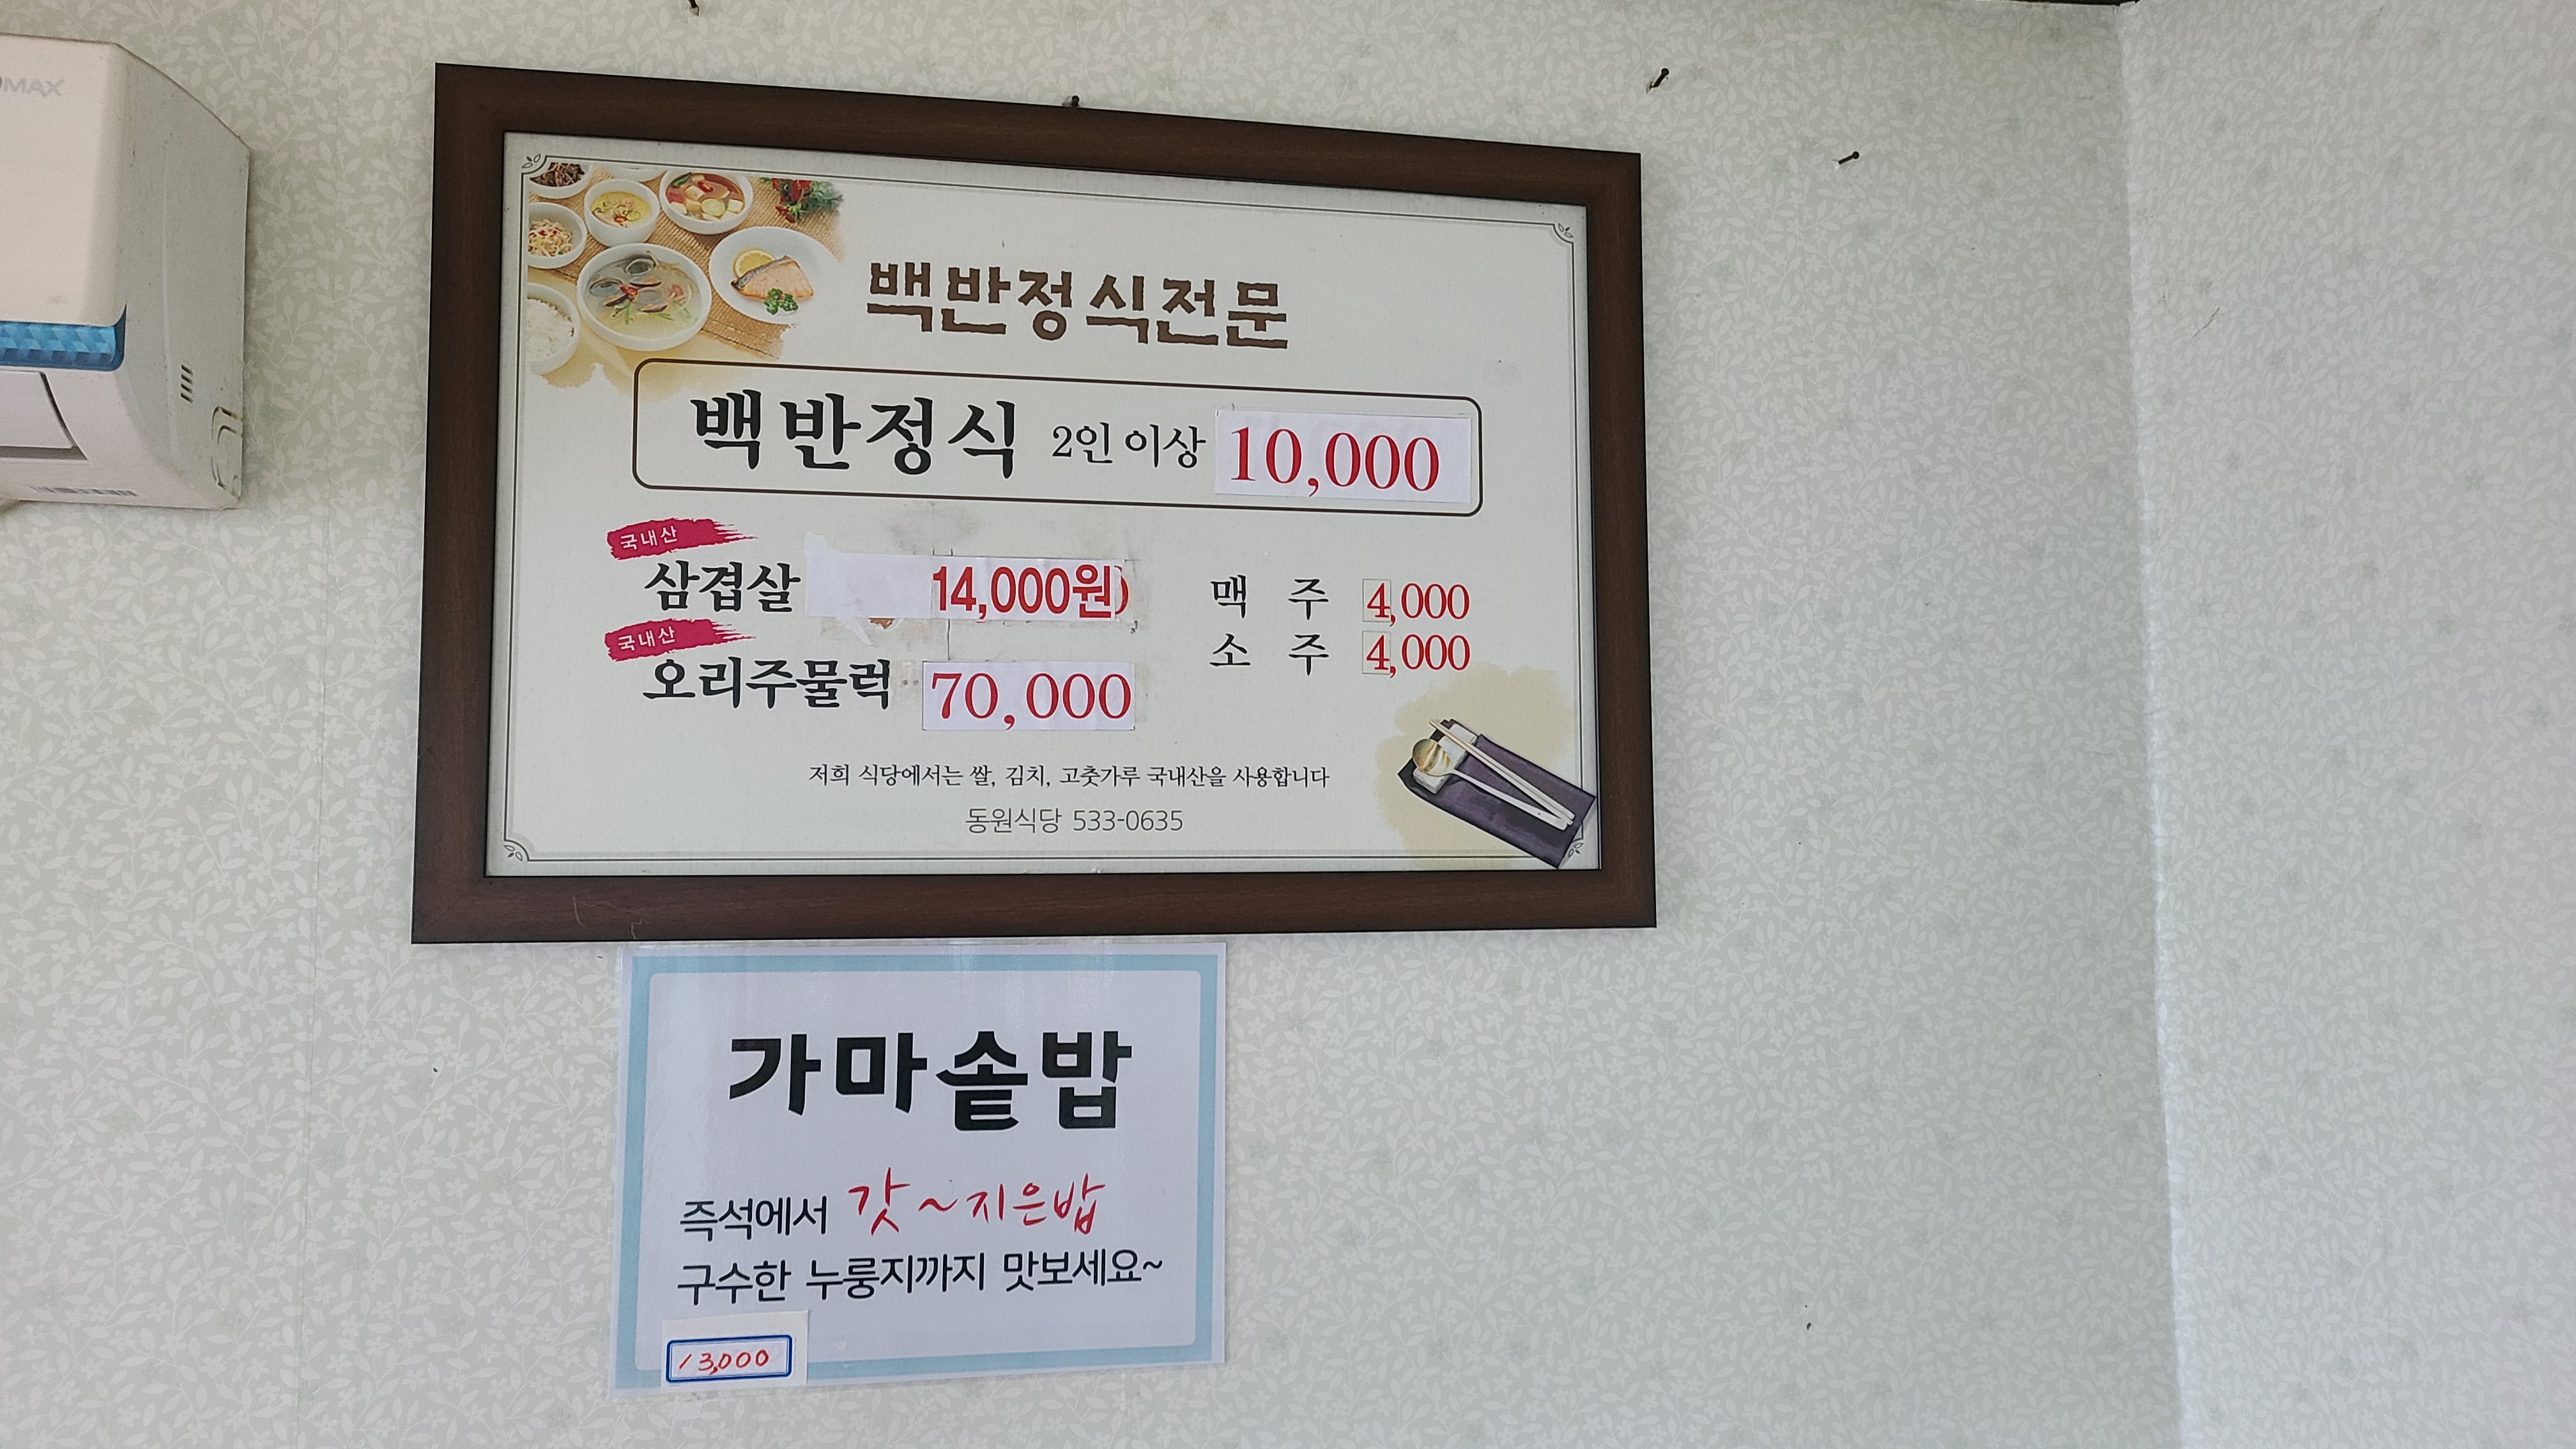 MAX
백반정식전문
백반정식 2인 이상 10,000
국내산
삼겹살 14,000원)
국내산
오리주물럭 70,000
맥 주 4,000
소 주 4,000
저희 식당에서는 쌀, 김치, 고춧가루 국내산을 사용합니다
동원식당 533-0635
가마솥밥
즉석에서 갓~지은밥
구수한 누룽지까지 맛보세요~
13,000